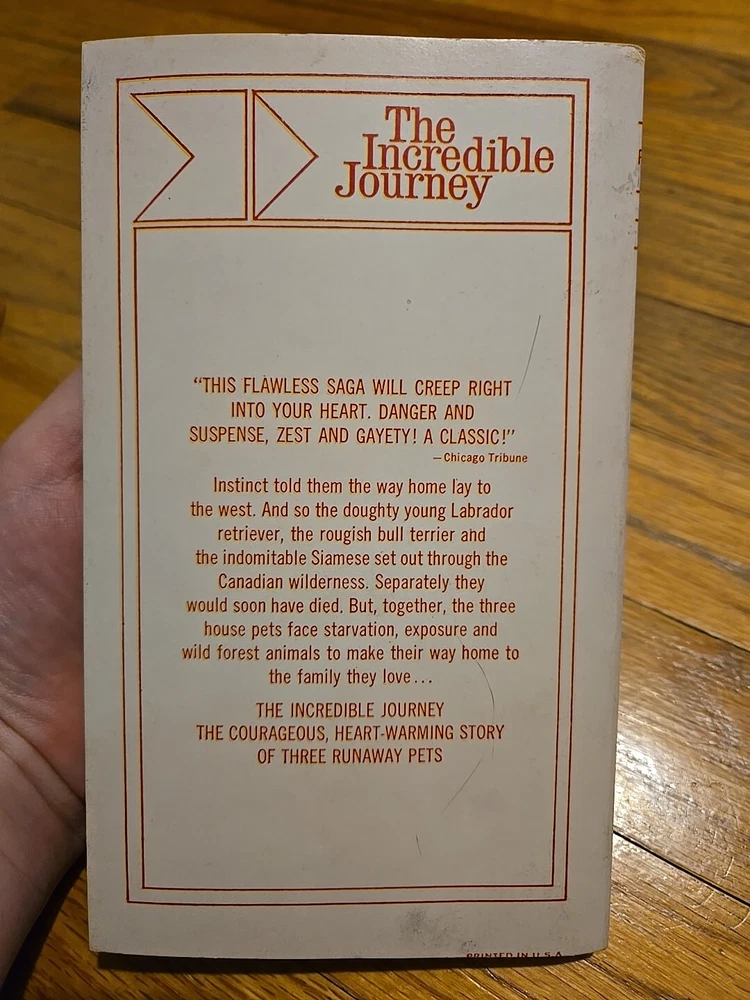 The
Incredible
Journey
“THIS FLAWLESS SAGA WILL CREEP RIGHT
INTO YOUR HEART. DANGER AND
SUSPENSE, ZEST AND GAYETY! A CLASSIC!”
—Chicago Tribune
Instinct told them the way home lay to
the west. And so the doughty young Labrador
retriever, the rougish bull terrier and
the indomitable Siamese set out through the
Canadian wilderness. Separately they
would soon have died. But, together, the three
house pets face starvation, exposure and
wild forest animals to make their way home to
the family they love...
THE INCREDIBLE JOURNEY
THE COURAGEOUS, HEART-WARMING STORY
OF THREE RUNAWAY PETS
PRINTED IN U.S.A.